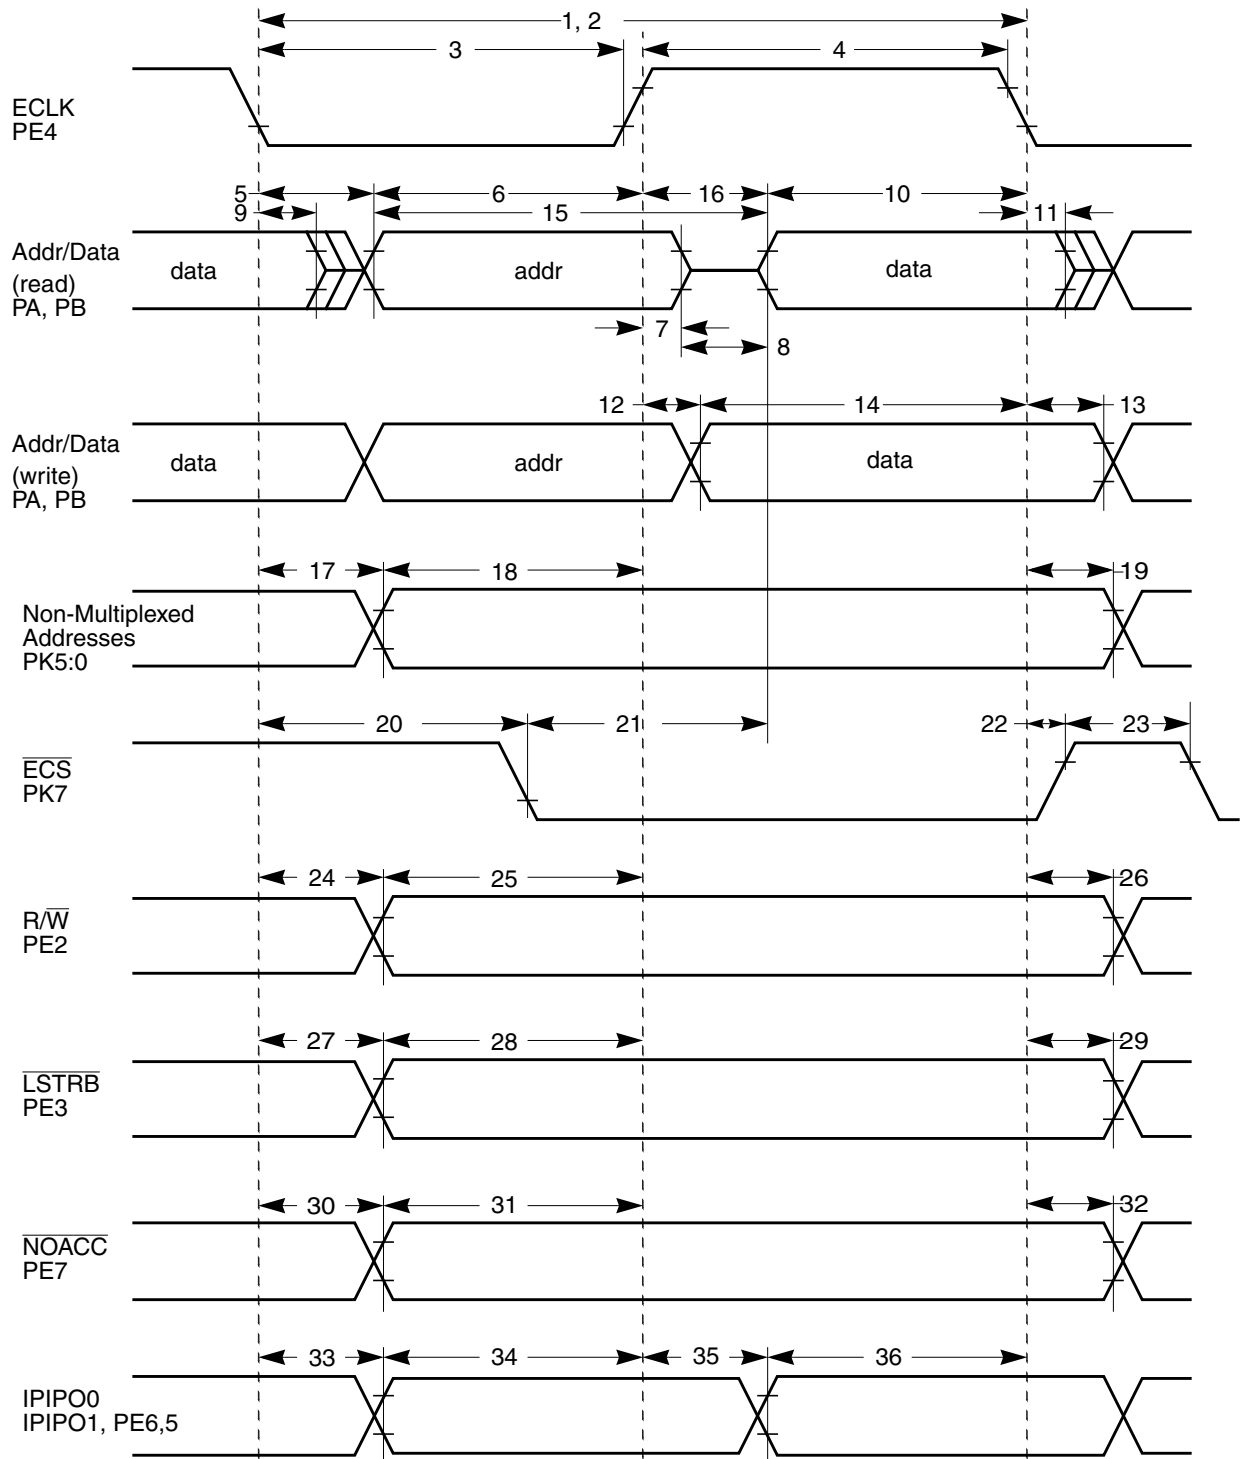 1, 2
3
4
ECLK
PE4
5
6
16
10
9
15
11
Addr/Data
(read)
PA, PB
data
addr
data
7
8
12
14
13
Addr/Data
(write)
PA, PB
data
addr
data
17
18
19
Non-Multiplexed
Addresses
PK5:0
20
21
22
23
ECS
PK7
24
25
26
R/W
PE2
27
28
29
LSTRB
PE3
30
31
32
NOACC
PE7
33
34
35
36
IPIPO0
IPIPO1, PE6,5